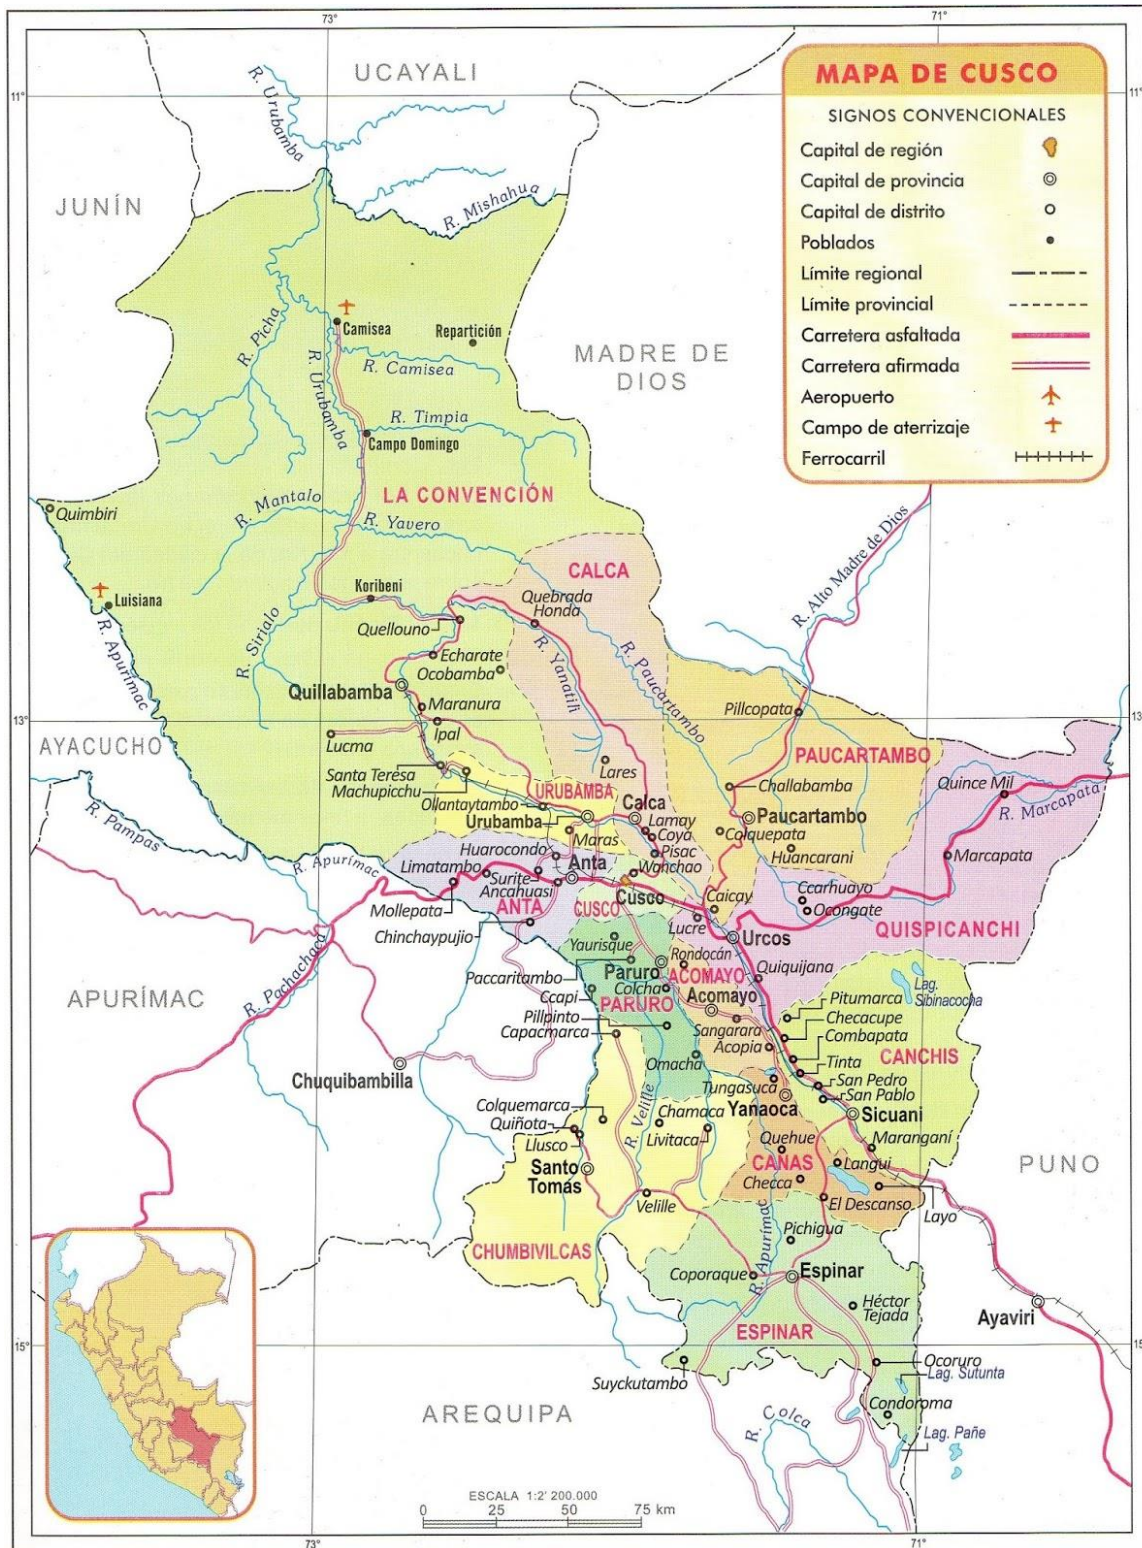 73°
71°
UCAYALI
11°
11°
MAPA DE CUSCO
SIGNOS CONVENCIONALES
Capital de región
Capital de provincia
Capital de distrito
Poblados
Límite regional
Límite provincial
Carretera asfaltada
Carretera afirmada
Aeropuerto
Campo de aterrizaje
Ferrocarril
R. Urubamba
JUNÍN
R. Mishahua
R. Picha
Camisea
Repartición
R. Camisea
R. Urubamba
MADRE DE
DIOS
R. Timpia
Campo Domingo
LA CONVENCIÓN
R. Mantalo
R. Yavero
Quimbiri
R. Alto Madre de Dios
CALCA
Koribeni
Quebrada
Honda
Luisiana
Quellouno
R. Apurímac
R. Sirialo
R. Yanatili
R. Paucartambo
Echarate
Ocobamba
Quillabamba
Maranura
Ipal
Pillcopata
13°
13°
AYACUCHO
Lucma
PAUCARTAMBO
Santa Teresa
Machupicchu
Lares
Challabamba
Quince Mil
R. Marcapata
URUBAMBA
Ollantaytambo
Urubamba
Calca
Lamay
Coya
Paucartambo
R. Pampas
Maras
Colquepata
Huarocondo
Pisac
Huancarani
Marcapata
R. Apurímac
Limatambo
Anta
Wanchao
Surite
Ancahuasi
Ccarhuayo
Mollepata
ANTA
CUSCO
Cusco
Caicay
Ocongate
Chinchaypujio
Lucre
Urcos
QUISPICANCHI
Yaurisque
Rondocán
Paruro
ACOMAYO
Quiquijana
Paccaritambo
Colcha
Acomayo
Lag.
Sibinacocha
APURÍMAC
R. Pachachaca
Ccapi
PARURO
Pitumarca
Pillpinto
Checacupe
Capacmarca
Sangarara
Combapata
Acopia
CANCHIS
Omacha
Tinta
Chuquibambilla
Tungasuca
San Pedro
Yanaoca
San Pablo
Colquemarca
R. Velille
Chamaca
Sicuani
Quiñota
Livitaca
Quehue
Maranganí
Llusco
CANAS
Langui
PUNO
Santo
Tomás
Checca
El Descanso
Layo
Velille
R. Apurímac
Pichigua
CHUMBIVILCAS
Coporaque
Espinar
Héctor
Tejada
Ayaviri
ESPINAR
15°
15°
Suyckutambo
Ocoruro
Lag. Sutunta
AREQUIPA
R. Colca
Condoroma
Lag. Pañe
ESCALA 1:2' 200.000
0 25 50 75 km
73°
71°